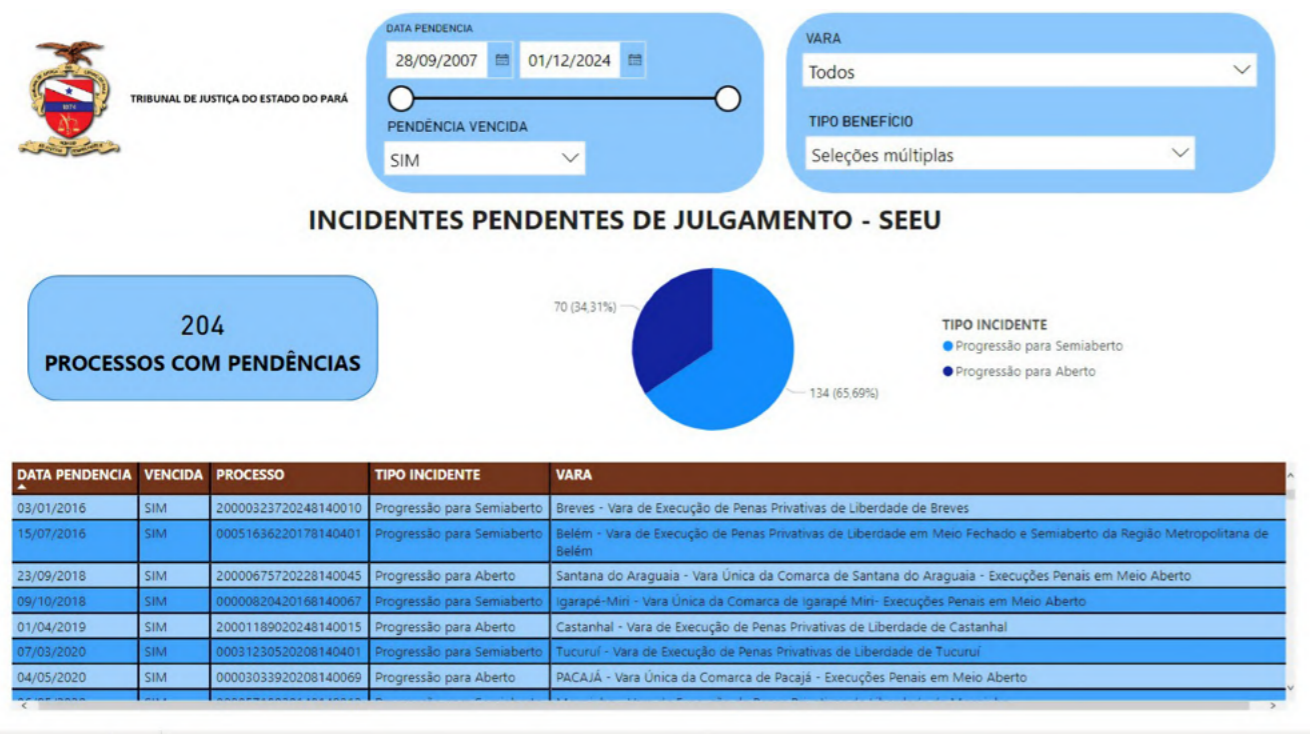 DATA PENDENCIA
28/09/2007
01/12/2024
PENDÊNCIA VENCIDA
SIM
VARA
Todos
TIPO BENEFÍCIO
Seleções múltiplas
1874
TRIBUNAL DE JUSTIÇA DO ESTADO DO PARÁ
INCIDENTES PENDENTES DE JULGAMENTO - SEEU
204
PROCESSOS COM PENDÊNCIAS
70 (34,31%)
134 (65,69%)
TIPO INCIDENTE
Progressão para Semiaberto
Progressão para Aberto
DATA PENDENCIA VENCIDA PROCESSO TIPO INCIDENTE VARA
03/01/2016 SIM 20000323720248140010 Progressão para Semiaberto Breves - Vara de Execução de Penas Privativas de Liberdade de Breves
15/07/2016 SIM 00051636220178140401 Progressão para Semiaberto Belém - Vara de Execução de Penas Privativas de Liberdade em Meio Fechado e Semiaberto da Região Metropolitana de
Belém
23/09/2018 SIM 20000675720228140045 Progressão para Aberto Santana do Araguaia - Vara Única da Comarca de Santana do Araguaia - Execuções Penais em Meio Aberto
09/10/2018 SIM 00000820420168140067 Progressão para Semiaberto Igarapé-Miri - Vara Única da Comarca de Igarapé Miri- Execuções Penais em Meio Aberto
01/04/2019 SIM 20001189020248140015 Progressão para Aberto Castanhal - Vara de Execução de Penas Privativas de Liberdade de Castanhal
07/03/2020 SIM 00031230520208140401 Progressão para Semiaberto Tucuruí - Vara de Execução de Penas Privativas de Liberdade de Tucuruí
04/05/2020 SIM 00003033920208140069 Progressão para Aberto PACAJÁ - Vara Única da Comarca de Pacajá - Execuções Penais em Meio Aberto